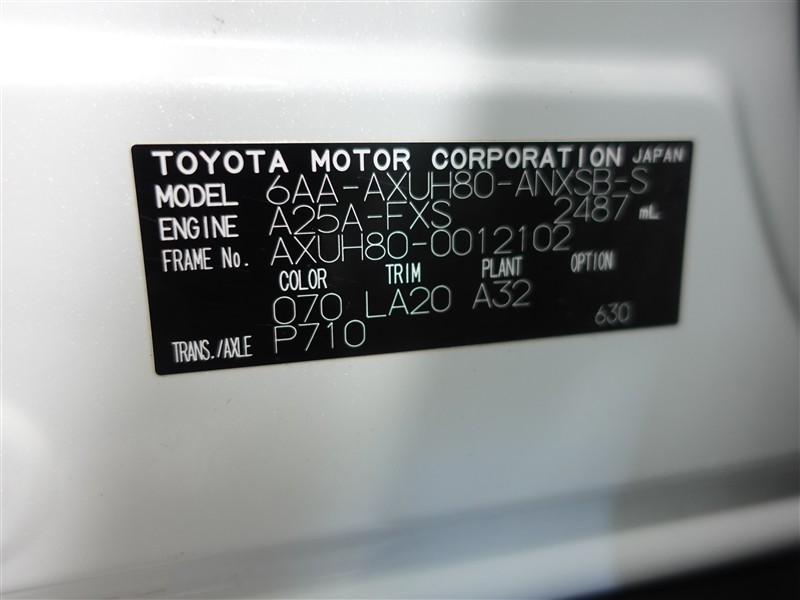 TOYOTA MOTOR CORPORATION JAPAN
MODEL 6AA-AXUH80-ANXSB-S
ENGINE A25A-FXS 2487 mL
FRAME No. AXUH80-0012102
COLOR TRIM PLANT OPTION
070 LA20 A32
TRANS./AXLE P710 630